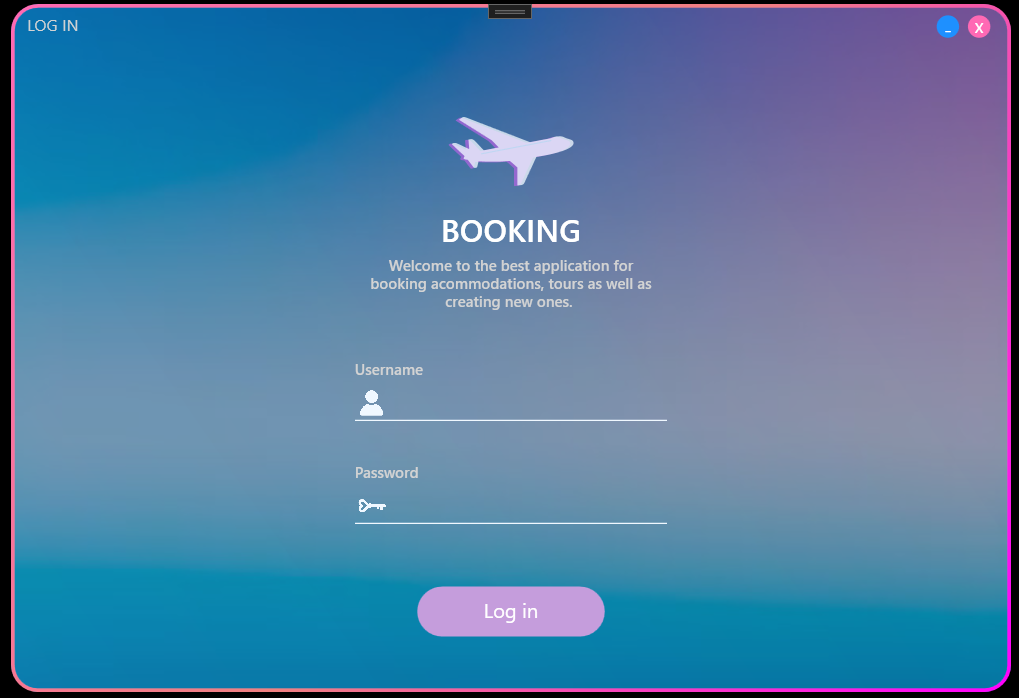 LOG IN
_ X
BOOKING
Welcome to the best application for
booking acommodations, tours as well as
creating new ones.
Username
Password
Log in